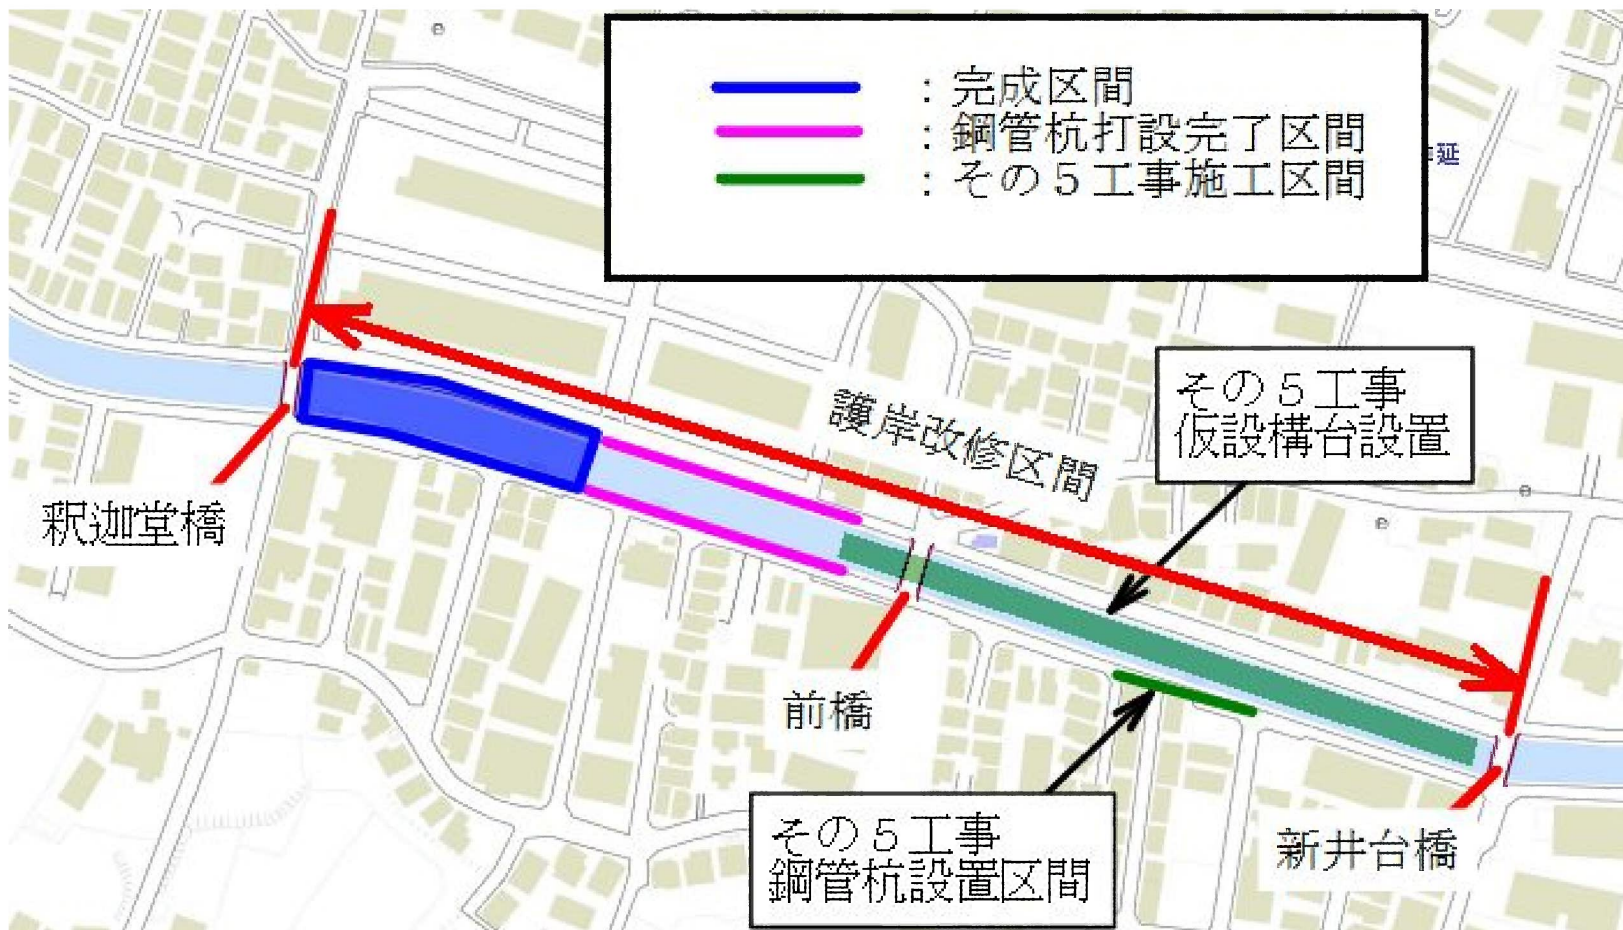 ：完成区間
：鋼管杭打設完了区間
：その５工事施工区間
延
その５工事
仮設構台設置
護岸改修区間
釈迦堂橋
前橋
その５工事
鋼管杭設置区間
新井台橋